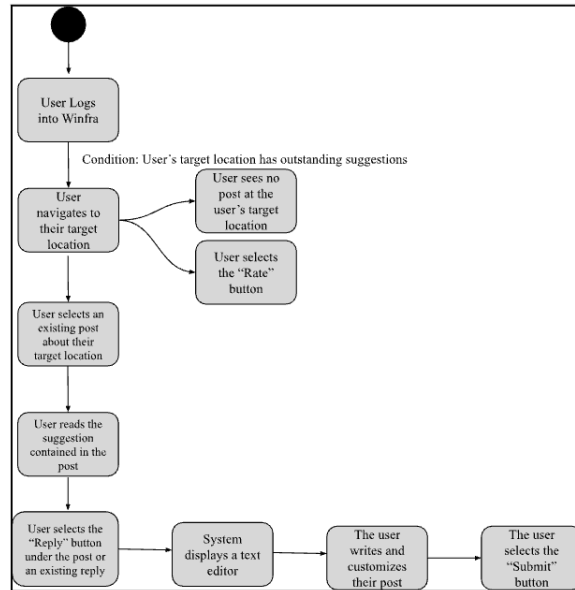 User Logs
into Winfra
Condition: User´s target location has outstanding suggestions
User
navigates to
their target
location
User sees no
post at the
user’s target
location
User selects
the “Rate”
button
User selects an
existing post
about their
target location
User reads the
suggestion
contained in the
post
User selects the
“Reply” button
under the post or
an existing reply
System
displays a text
editor
The user
writes and
customizes
their post
The user
selects the
“Submit”
button